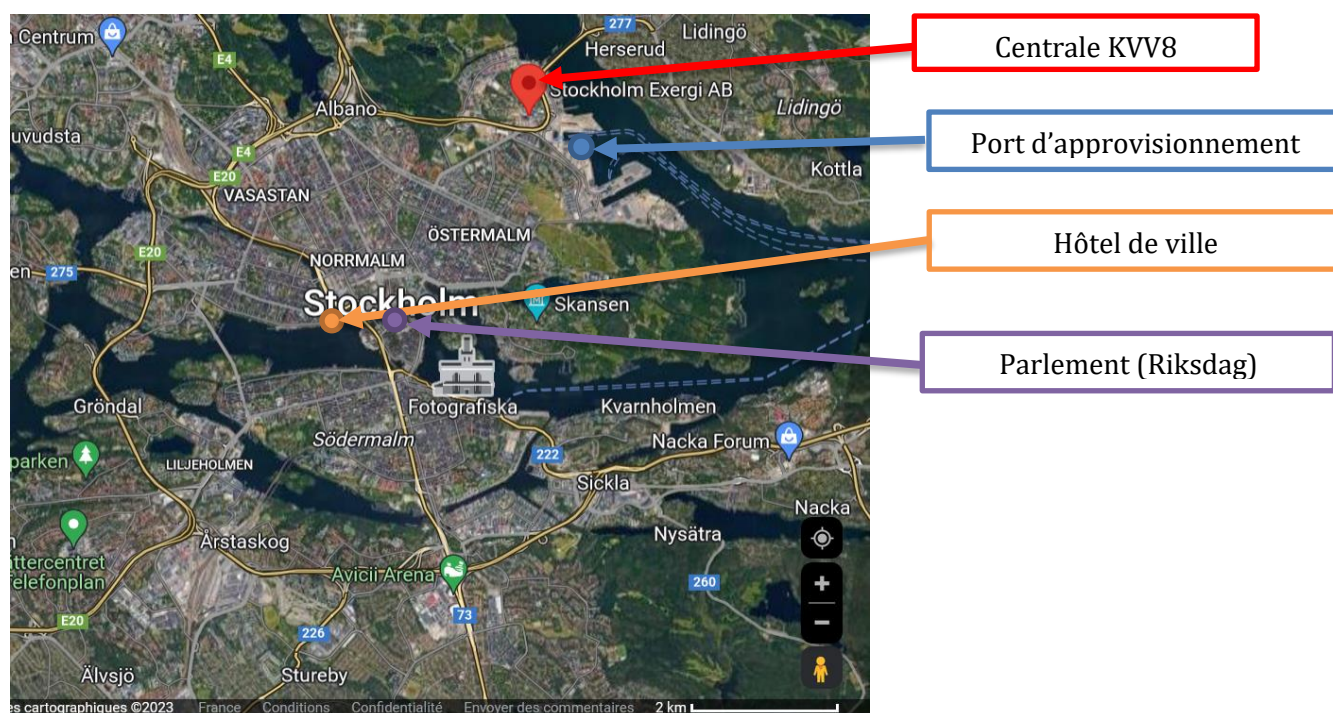 277
Lidingö
Centrum
Herserud
E4
Stockholm Exergi AB
Centrale KVV8
Albano
Lidingö
uvudsta
E4
Port d'approvisionnement
E20
Kottla
VASASTAN
ÖSTERMALM
E20
NORRMALM
Hôtel de ville
275
Stockholm
Skansen
Parlement (Riksdag)
Gröndal
Fotografiska
Kvarnholmen
Södermalm
Nacka Forum
parken
LILJEHOLMEN
222
Sickla
Nacka
Årstaskog
Nysätra
ttercentret
Telefonplan
Avicii Arena
260
E20
73
226
Älvsjö
Stureby
es cartographiques ©2023 France Conditions Confidentialité Envoyer des commentaires 2 km